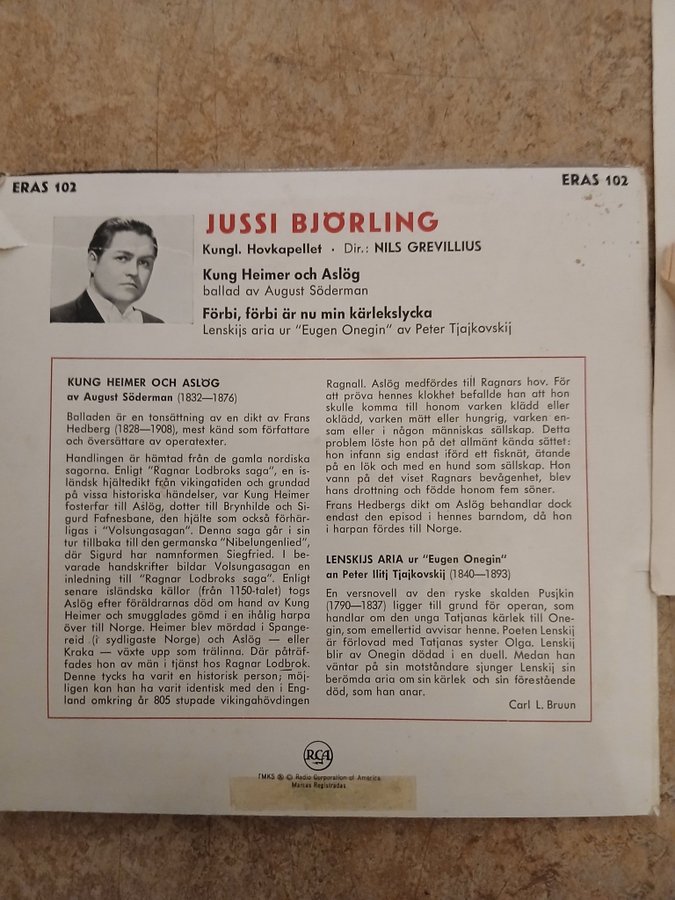 ERAS 102
ERAS 102
JUSSI BJÖRLING
Kungl. Hovkapellet · Dir.: NILS GREVILLIUS
Kung Heimer och Aslög
ballad av August Söderman
Förbi, förbi är nu min kärlekslycka
Lenskijs aria ur "Eugen Onegin" av Peter Tjajkovskij
KUNG HEIMER OCH ASLÖG
av August Söderman (1832—1876)
Balladen är en tonsättning av en dikt av Frans
Hedberg (1828—1908), mest känd som författare
och översättare av operatexter.
Handlingen är hämtad från de gamla nordiska
sagorna. Enligt "Ragnar Lodbroks saga", en is-
ländsk hjältedikt från vikingatiden och grundad
på vissa historiska händelser, var Kung Heimer
fosterfar till Aslög, dotter till Brynhilde och Si-
gurd Fafnesbane, den hjälte som också förhär-
ligas i "Volsungasagan". Denna saga går i sin
tur tillbaka till den germanska "Nibelungenlied",
där Sigurd har namnformen Siegfried. I be-
varade handskrifter bildar Volsungasagan en
inledning till "Ragnar Lodbroks saga". Enligt
senare isländska källor (från 1150-talet) togs
Aslög efter föräldrarnas död om hand av Kung
Heimer och smugglades gömd i en ihålig harpa
över till Norge. Heimer blev mördad i Spange-
reid (i sydligaste Norge) och Aslög — eller
Kraka — växte upp som trälinna. Där påträf-
fades hon av män i tjänst hos Ragnar Lodbrok.
Denne tycks ha varit en historisk person; möj-
ligen kan han ha varit identisk med den i Eng-
land omkring år 805 stupade vikingahövdingen
Ragnall. Aslög medfördes till Ragnars hov. För
att pröva hennes klokhet befallde han att hon
skulle komma till honom varken klädd eller
oklädd, varken mätt eller hungrig, varken en-
sam eller i någon människas sällskap. Detta
problem löste hon på det allmänt kända sättet:
hon infann sig endast iförd ett fisknät, ätande
på en lök och med en hund som sällskap. Hon
vann på det viset Ragnars bevågenhet, blev
hans drottning och födde honom fem söner.
Frans Hedbergs dikt om Aslög behandlar dock
endast den episod i hennes barndom, då hon
i harpan fördes till Norge.
LENSKIJS ARIA ur "Eugen Onegin"
an Peter Ilitj Tjajkovskij (1840—1893)
En versnovell av den ryske skalden Pusjkin
(1790—1837) ligger till grund för operan, som
handlar om den unga Tatjanas kärlek till One-
gin, som emellertid avvisar henne. Poeten Lenskij
är förlovad med Tatjanas syster Olga. Lenskij
blir av Onegin dödad i en duell. Medan han
väntar på sin motståndare sjunger Lenskij sin
berömda aria om sin kärlek och sin förestående
död, som han anar.
Carl L. Bruun
RCA
TMKS ® © Radio Corporation of America
Marcas Registradas